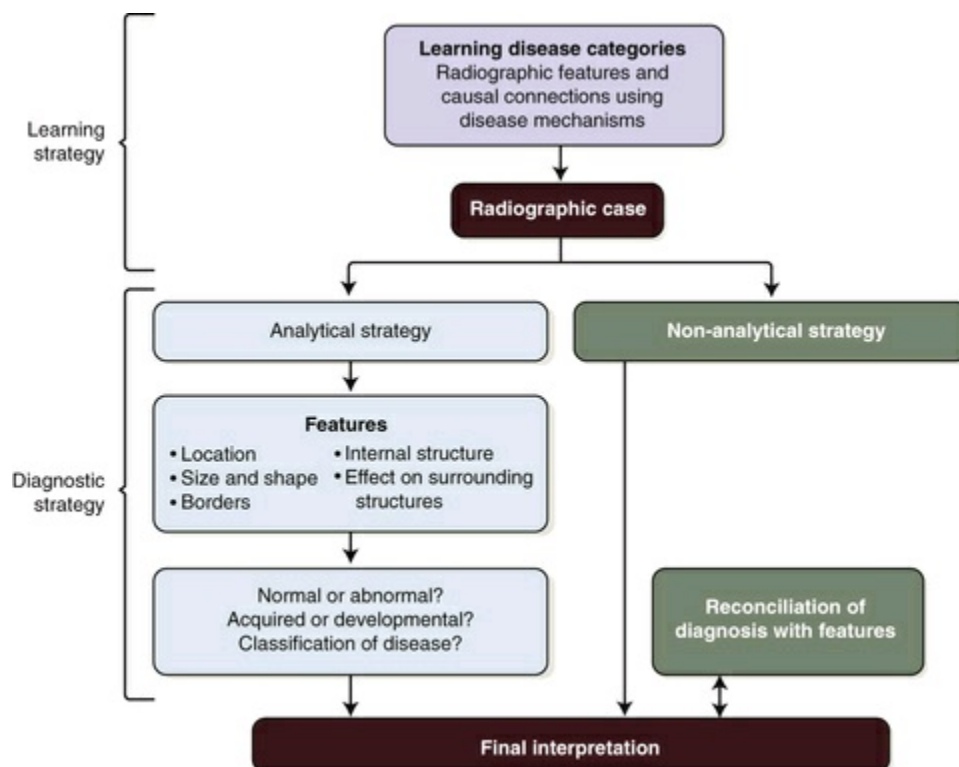 Learning disease categories
Radiographic features and
causal connections using
disease mechanisms
Learning
strategy
Radiographic case
Analytical strategy
Non-analytical strategy
Features
• Location
• Size and shape
• Borders
• Internal structure
• Effect on surrounding
structures
Diagnostic
strategy
Normal or abnormal?
Acquired or developmental?
Classification of disease?
Reconciliation of
diagnosis with features
Final interpretation